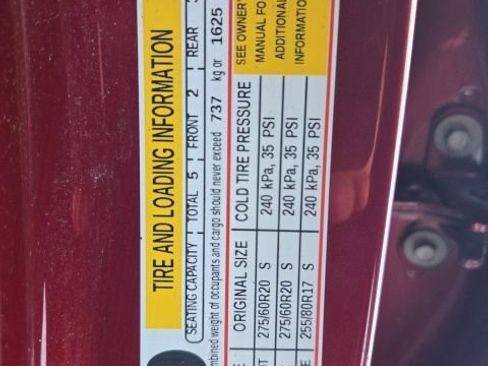 TIRE AND LOADING INFORMATION
SEATING CAPACITY TOTAL 5 FRONT 2 REAR
weight of occupants and cargo should never exceed 737 kg or 1625
ORIGINAL SIZE COLD TIRE PRESSURE
275/60R20 S 240 kPa, 35 PSI
275/60R20 S 240 kPa, 35 PSI
255/80R17 S 240 kPa, 35 PSI
SEE OWNER
MANUAL FO
ADDITIONA
INFORMATIO